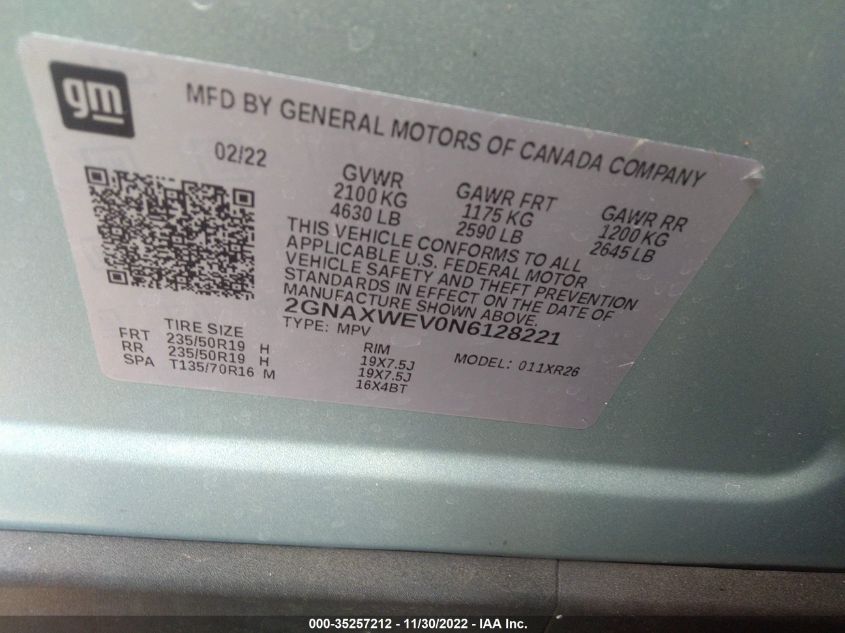 gm
MFD BY GENERAL MOTORS OF CANADA COMPANY
02/22
GVWR
2100 KG
4630 LB
GAWR FRT
1175 KG
2590 LB
GAWR RR
1200 KG
2645 LB
THIS VEHICLE CONFORMS TO ALL
APPLICABLE U.S. FEDERAL MOTOR
VEHICLE SAFETY AND THEFT PREVENTION
STANDARDS IN EFFECT ON THE DATE OF
MANUFACTURE SHOWN ABOVE.
2GNAXWEV0N6128221
TYPE: MPV
MODEL: 011XR26
TIRE SIZE
RIM
FRT 235/50R19 H 19X7.5J
RR 235/50R19 H 19X7.5J
SPA T135/70R16 M 16X4BT
000-35257212 - 11/30/2022 - IAA Inc.